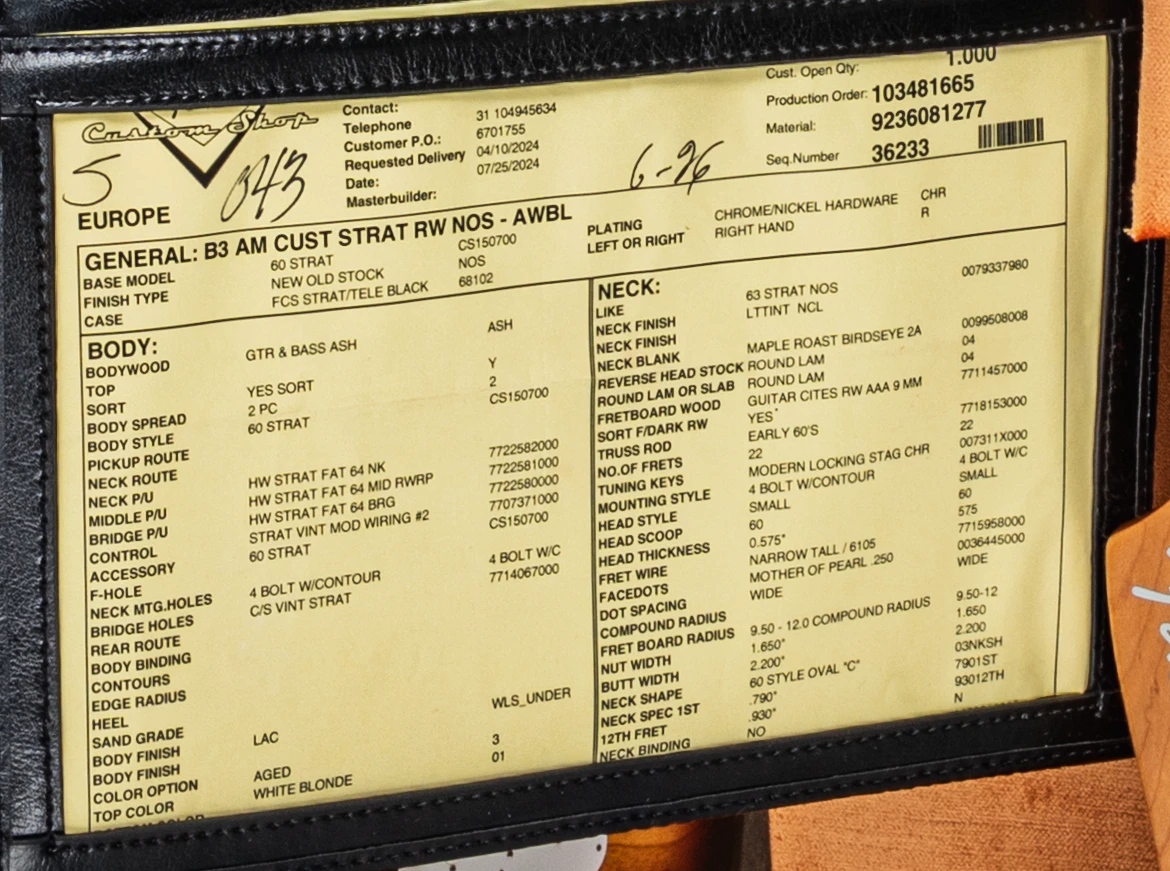 Custom Shop
5
043
EUROPE
Contact:
Telephone 31 104945634
Customer P.O.: 6701755
Requested Delivery 04/10/2024
Date: 07/25/2024
Masterbuilder:
6-26
Cust. Open Qty: 1.000
Production Order: 103481665
Material: 9236081277
Seq.Number 36233
GENERAL: B3 AM CUST STRAT RW NOS - AWBL
BASE MODEL 60 STRAT CS150700
FINISH TYPE NEW OLD STOCK NOS
CASE FCS STRAT/TELE BLACK 68102
PLATING CHROME/NICKEL HARDWARE CHR
LEFT OR RIGHT RIGHT HAND R
BODY:
BODYWOOD GTR & BASS ASH ASH
TOP
SORT YES SORT Y
BODY SPREAD 2 PC 2
BODY STYLE 60 STRAT CS150700
PICKUP ROUTE
NECK ROUTE
NECK P/U HW STRAT FAT 64 NK 7722582000
MIDDLE P/U HW STRAT FAT 64 MID RWRP 7722581000
BRIDGE P/U HW STRAT FAT 64 BRG 7722580000
CONTROL STRAT VINT MOD WIRING #2 7707371000
ACCESSORY 60 STRAT CS150700
F-HOLE
NECK MTG.HOLES 4 BOLT W/CONTOUR 4 BOLT W/C
BRIDGE HOLES C/S VINT STRAT 7714067000
REAR ROUTE
BODY BINDING
CONTOURS
EDGE RADIUS
HEEL
SAND GRADE WLS_UNDER
BODY FINISH LAC
BODY FINISH 3
COLOR OPTION AGED 01
TOP COLOR WHITE BLONDE
NECK:
LIKE 63 STRAT NOS 0079337980
NECK FINISH LTTINT NCL
NECK FINISH
NECK BLANK MAPLE ROAST BIRDSEYE 2A 0099508008
REVERSE HEAD STOCK ROUND LAM 04
ROUND LAM OR SLAB ROUND LAM 04
FRETBOARD WOOD GUITAR CITES RW AAA 9 MM 7711457000
SORT F/DARK RW YES
TRUSS ROD EARLY 60'S 7718153000
NO.OF FRETS 22 22
TUNING KEYS MODERN LOCKING STAG CHR 007311X000
MOUNTING STYLE 4 BOLT W/CONTOUR 4 BOLT W/C
HEAD STYLE SMALL SMALL
HEAD SCOOP 60 60
HEAD THICKNESS 0.575" 575
FRET WIRE NARROW TALL / 6105 7715958000
FACEDOTS MOTHER OF PEARL .250 0036445000
DOT SPACING WIDE WIDE
COMPOUND RADIUS
FRET BOARD RADIUS 9.50 - 12.0 COMPOUND RADIUS 9.50-12
NUT WIDTH 1.650" 1.650
BUTT WIDTH 2.200" 2.200
NECK SHAPE 60 STYLE OVAL "C" 03NKSH
NECK SPEC 1ST .790" 7901ST
12TH FRET .930" 93012TH
NECK BINDING NO N